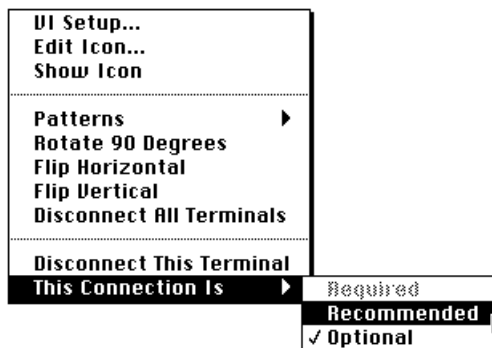 VI Setup...
Edit Icon...
Show Icon
Patterns
Rotate 90 Degrees
Flip Horizontal
Flip Vertical
Disconnect All Terminals
Disconnect This Terminal
This Connection Is
Required
Recommended
Optional